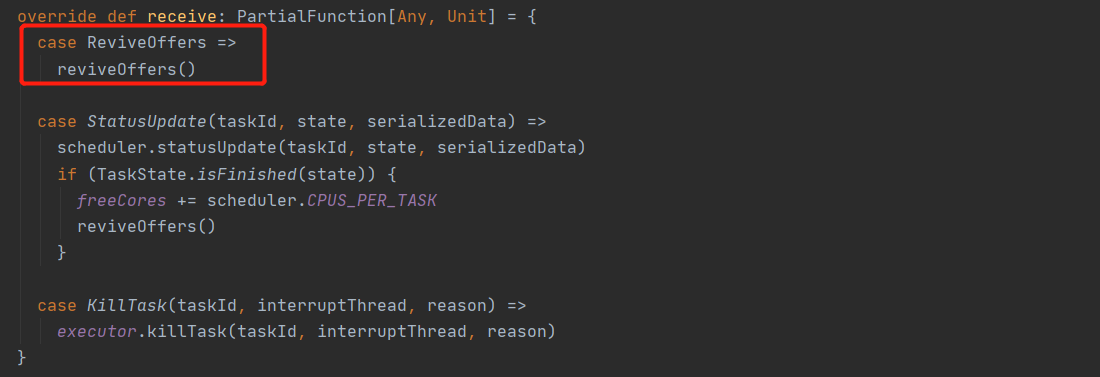 override def receive: PartialFunction[Any, Unit] = {
case ReviveOffers =>
reviveOffers()
case StatusUpdate(taskId, state, serializedData) =>
scheduler.statusUpdate(taskId, state, serializedData)
if (TaskState.isFinished(state)) {
freeCores += scheduler.CPUS_PER_TASK
reviveOffers()
}
case KillTask(taskId, interruptThread, reason) =>
executor.killTask(taskId, interruptThread, reason)
}